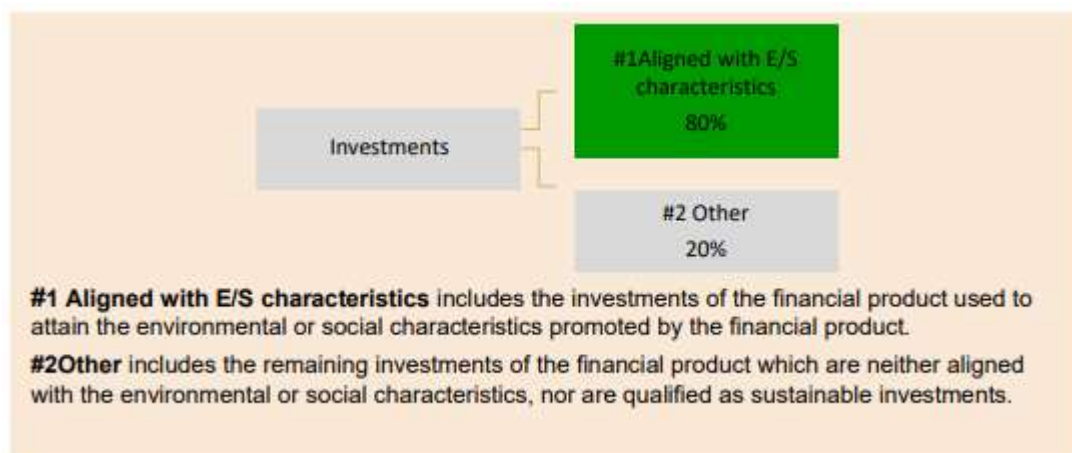 #1Aligned with E/S
characteristics
80%
Investments
#2 Other
20%
#1 Aligned with E/S characteristics includes the investments of the financial product used to
attain the environmental or social characteristics promoted by the financial product.
#2Other includes the remaining investments of the financial product which are neither aligned
with the environmental or social characteristics, nor are qualified as sustainable investments.